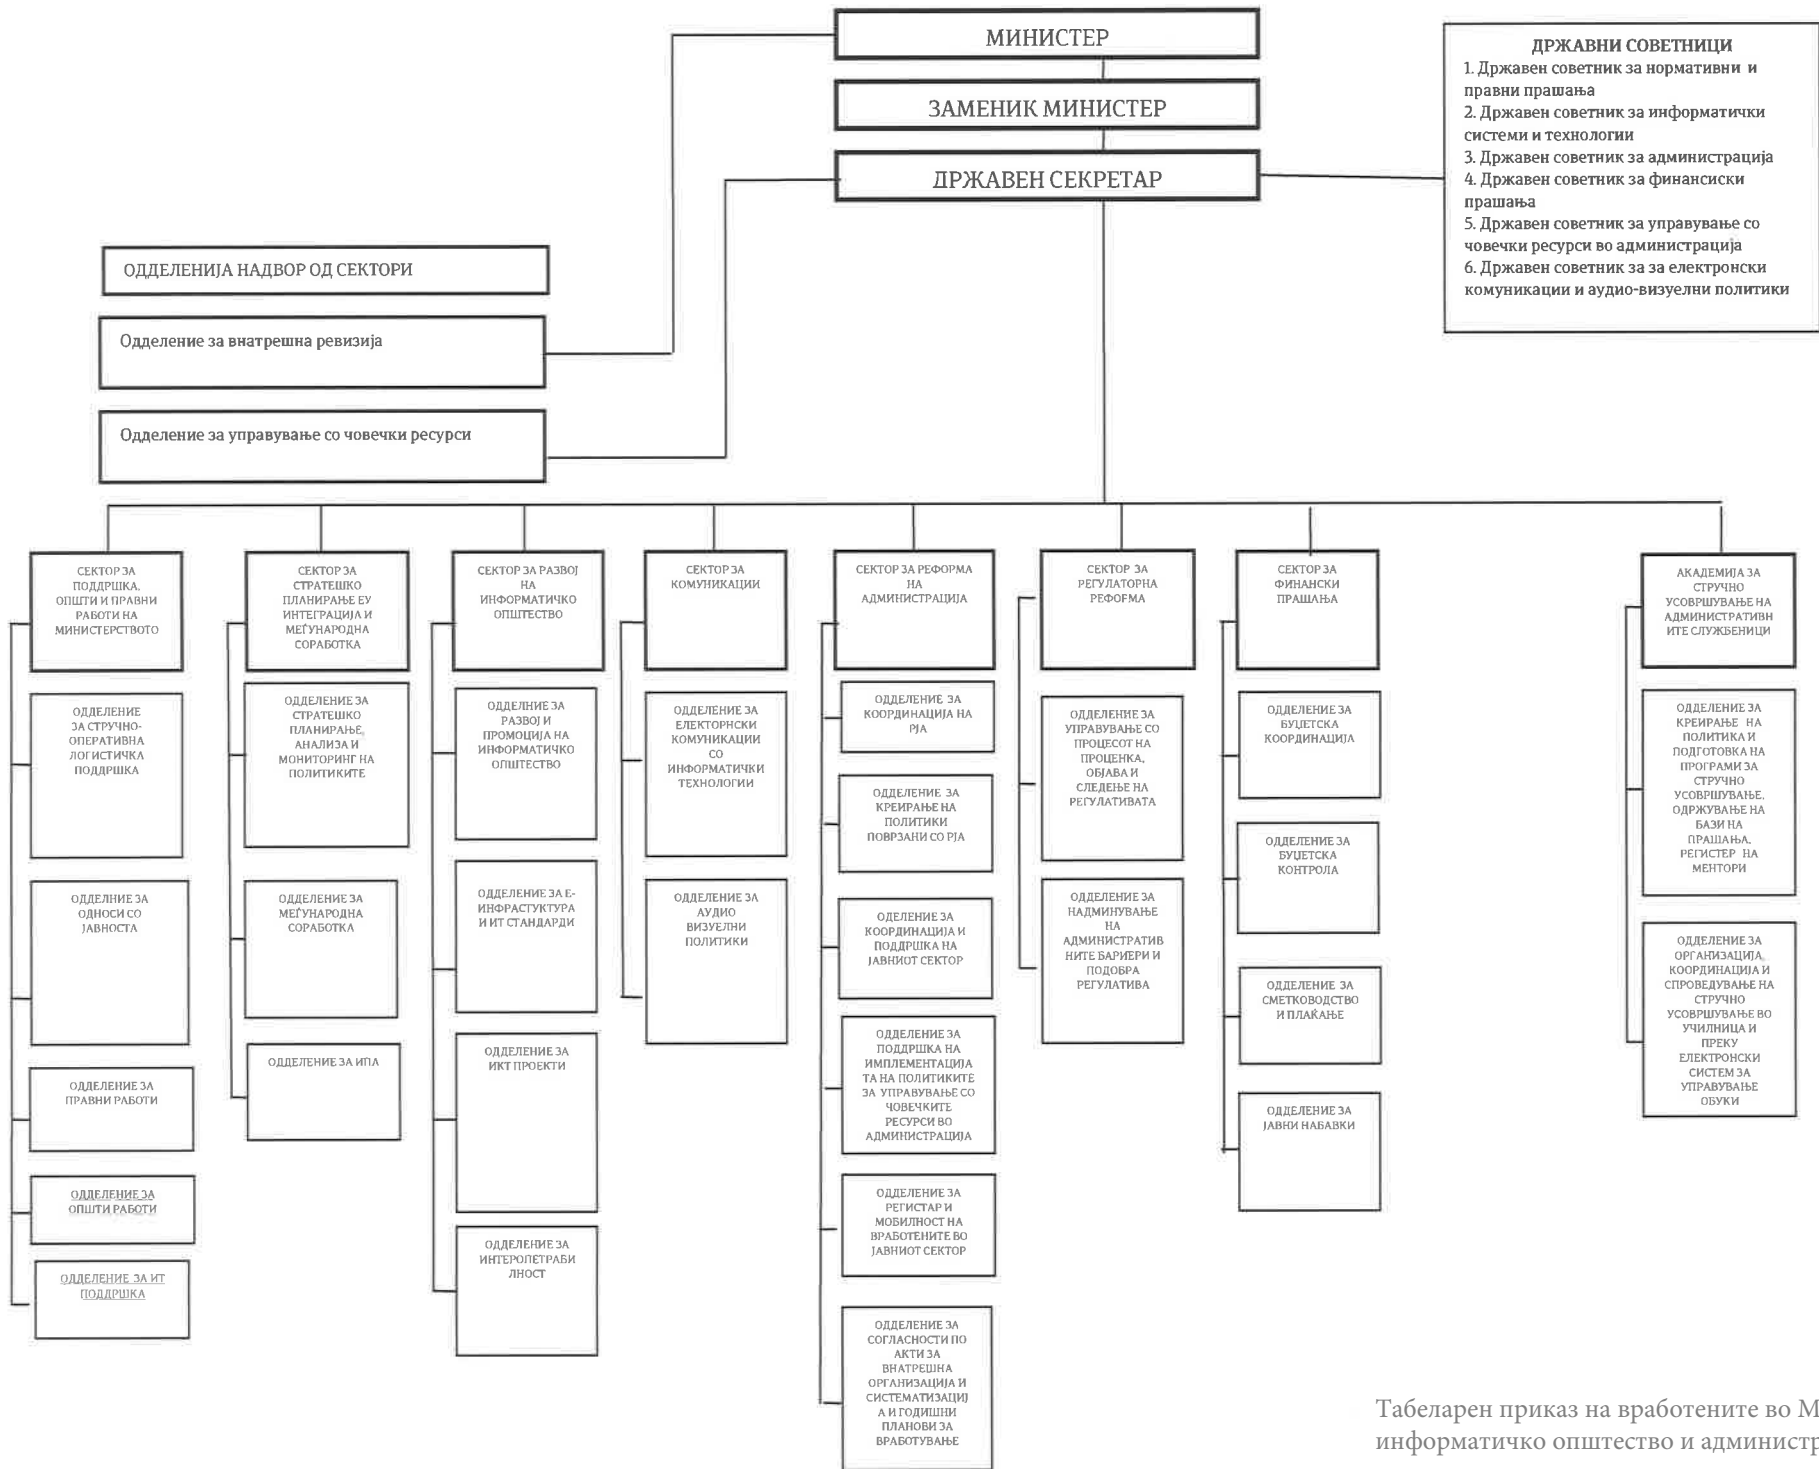 МИНИСТЕР
ЗАМЕНИК МИНИСТЕР
ДРЖАВЕН СЕКРЕТАР
ДРЖАВНИ СОВЕТНИЦИ
1. Државен советник за нормативни и
правни прашања
2. Државен советник за информатички
системи и технологии
3. Државен советник за администрација
4. Државен советник за финансиски
прашања
5. Државен советник за управување со
човечки ресурси во администрација
6. Државен советник за за електронски
комуникации и аудио-визуелни политики
ОДДЕЛЕНИЈА НАДВОР ОД СЕКТОРИ
Одделение за внатрешна ревизија
Одделение за управување со човечки ресурси
СЕКТОР ЗА
ПОДДРШКА,
ОПШТИ И ПРАВНИ
РАБОТИ НА
МИНИСТЕРСТВОТО
ОДДЕЛЕНИЕ
ЗА СТРУЧНО-
ОПЕРАТИВНА
ЛОГИСТИЧКА
ПОДДРШКА
ОДДЕЛНИЕ ЗА
ОДНОСИ СО
ЈАВНОСТА
ОДДЕЛЕНИЕ ЗА
ПРАВНИ РАБОТИ
ОДДЕЛЕНИЕ ЗА
ОПШТИ РАБОТИ
ОДДЕЛЕНИЕ ЗА ИТ
ПОДДРШКА
СЕКТОР ЗА
СТРАТЕШКО
ПЛАНИРАЊЕ ЕУ
ИНТЕГРАЦИЈА И
МЕЃУНАРОДНА
СОРАБОТКА
ОДДЕЛЕНИЕ ЗА
СТРАТЕШКО
ПЛАНИРАЊЕ,
АНАЛИЗА И
МОНИТОРИНГ НА
ПОЛИТИКИТЕ
ОДДЕЛЕНИЕ ЗА
МЕЃУНАРОДНА
СОРАБОТКА
ОДДЕЛЕНИЕ ЗА ИПА
СЕКТОР ЗА РАЗВОЈ
НА
ИНФОРМАТИЧКО
ОПШТЕСТВО
ОДДЕЛНИЕ ЗА
РАЗВОЈ И
ПРОМОЦИЈА НА
ИНФОРМАТИЧКО
ОПШТЕСТВО
ОДДЕЛЕНИЕ ЗА Е-
ИНФРАСТУКТУРА
И ИТ СТАНДАРДИ
ОДДЕЛЕНИЕ ЗА
ИКТ ПРОЕКТИ
ОДДЕЛЕНИЕ ЗА
ИНТЕРОПЕТРАБИ
ЛНОСТ
СЕКТОР ЗА
КОМУНИКАЦИИ
ОДДЕЛЕНИЕ ЗА
ЕЛЕКТОРНСКИ
КОМУНИКАЦИИ
СО
ИНФОРМАТИЧКИ
ТЕХНОЛОГИИ
ОДДЕЛЕНИЕ ЗА
АУДИО
ВИЗУЕЛНИ
ПОЛИТИКИ
СЕКТОР ЗА РЕФОРМА
НА
АДМИНИСТРАЦИЈА
ОДДЕЛЕНИЕ ЗА
КООРДИНАЦИЈА НА
РЈА
ОДДЕЛЕНИЕ ЗА
КРЕИРАЊЕ НА
ПОЛИТИКИ
ПОВРЗАНИ СО РЈА
ОДЕЛЕНИЕ ЗА
КООРДИНАЦИЈА И
ПОДДРШКА НА
ЈАВНИОТ СЕКТОР
ОДДЕЛЕНИЕ ЗА
ПОДДРШКА НА
ИМПЛЕМЕНТАЦИЈА
ТА НА ПОЛИТИКИТЕ
ЗА УПРАВУВАЊЕ СО
ЧОВЕЧКИТЕ
РЕСУРСИ ВО
АДМИНИСТРАЦИЈА
ОДДЕЛЕНИЕ ЗА
РЕГИСТАР И
МОБИЛНОСТ НА
ВРАБОТЕНИТЕ ВО
ЈАВНИОТ СЕКТОР
ОДДЕЛЕНИЕ ЗА
СОГЛАСНОСТИ ПО
АКТИ ЗА
ВНАТРЕШНА
ОРГАНИЗАЦИЈА И
СИСТЕМАТИЗАЦИЈ
А И ГОДИШНИ
ПЛАНОВИ ЗА
ВРАБОТУВАЊЕ
СЕКТОР ЗА
РЕГУЛАТОРНА
РЕФОРМА
ОДДЕЛЕНИЕ ЗА
УПРАВУВАЊЕ СО
ПРОЦЕСОТ НА
ПРОЦЕНКА,
ОБЈАВА И
СЛЕДЕЊЕ НА
РЕГУЛАТИВАТА
ОДДЕЛЕНИЕ ЗА
НАДМИНУВАЊЕ
НА
АДМИНИСТРАТИВ
НИТЕ БАРИЕРИ И
ПОДОБРА
РЕГУЛАТИВА
СЕКТОР ЗА
ФИНАНСКИ
ПРАШАЊА
ОДДЕЛЕНИЕ ЗА
БУЏЕТСКА
КООРДИНАЦИЈА
ОДДЕЛЕНИЕ ЗА
БУЏЕТСКА
КОНТРОЛА
ОДДЕЛЕНИЕ ЗА
СМЕТКОВОДСТВО
И ПЛАЌАЊЕ
ОДДЕЛЕНИЕ ЗА
ЈАВНИ НАБАВКИ
АКАДЕМИЈА ЗА
СТРУЧНО
УСОВРШУВАЊЕ НА
АДМИНИСТРАТИВН
ИТЕ СЛУЖБЕНИЦИ
ОДДЕЛЕНИЕ ЗА
КРЕИРАЊЕ НА
ПОЛИТИКА И
ПОДГОТОВКА НА
ПРОГРАМИ ЗА
СТРУЧНО
УСОВРШУВАЊЕ,
ОДРЖУВАЊЕ НА
БАЗИ НА
ПРАШАЊА,
РЕГИСТЕР НА
МЕНТОРИ
ОДДЕЛЕНИЕ ЗА
ОРГАНИЗАЦИЈА,
КООРДИНАЦИЈА И
СПРОВЕДУВАЊЕ НА
СТРУЧНО
УСОВРШУВАЊЕ ВО
УЧИЛНИЦА И
ПРЕКУ
ЕЛЕКТРОНСКИ
СИСТЕМ ЗА
УПРАВУВАЊЕ
ОБУКИ
Табеларен приказ на вработените во М
информатичко општество и администр